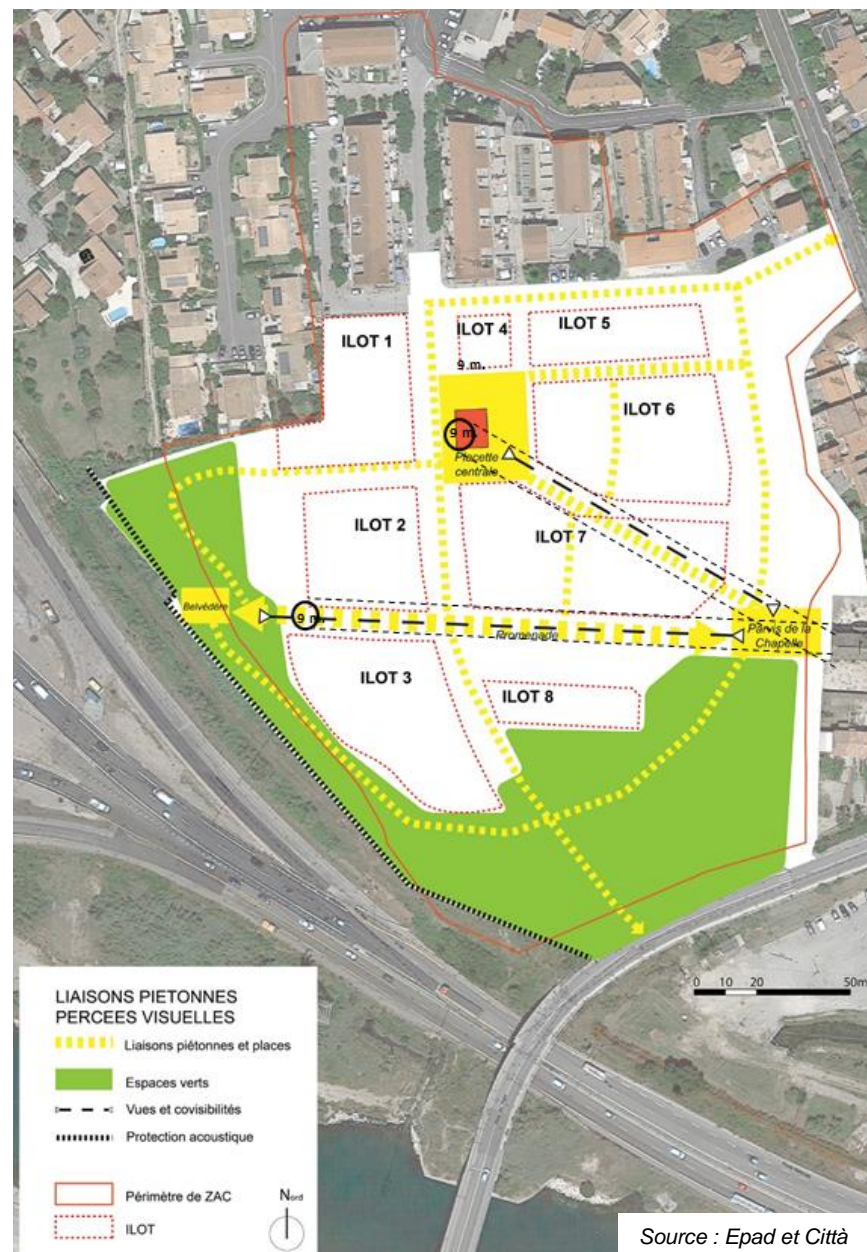 ILOT 1
ILOT 4
ILOT 5
9 m.
ILOT 6
9 m.
Placette
centrale
ILOT 2
ILOT 7
Belvédère
9 m.
Promenade
Parvis de la
Chapelle
ILOT 3
ILOT 8
0 10 20 50m
LIAISONS PIETONNES
PERCEES VISUELLES
Liaisons piétonnes et places
Espaces verts
Vues et covisibilités
Protection acoustique
Périmètre de ZAC
ILOT
Nord
Source : Epad et Città